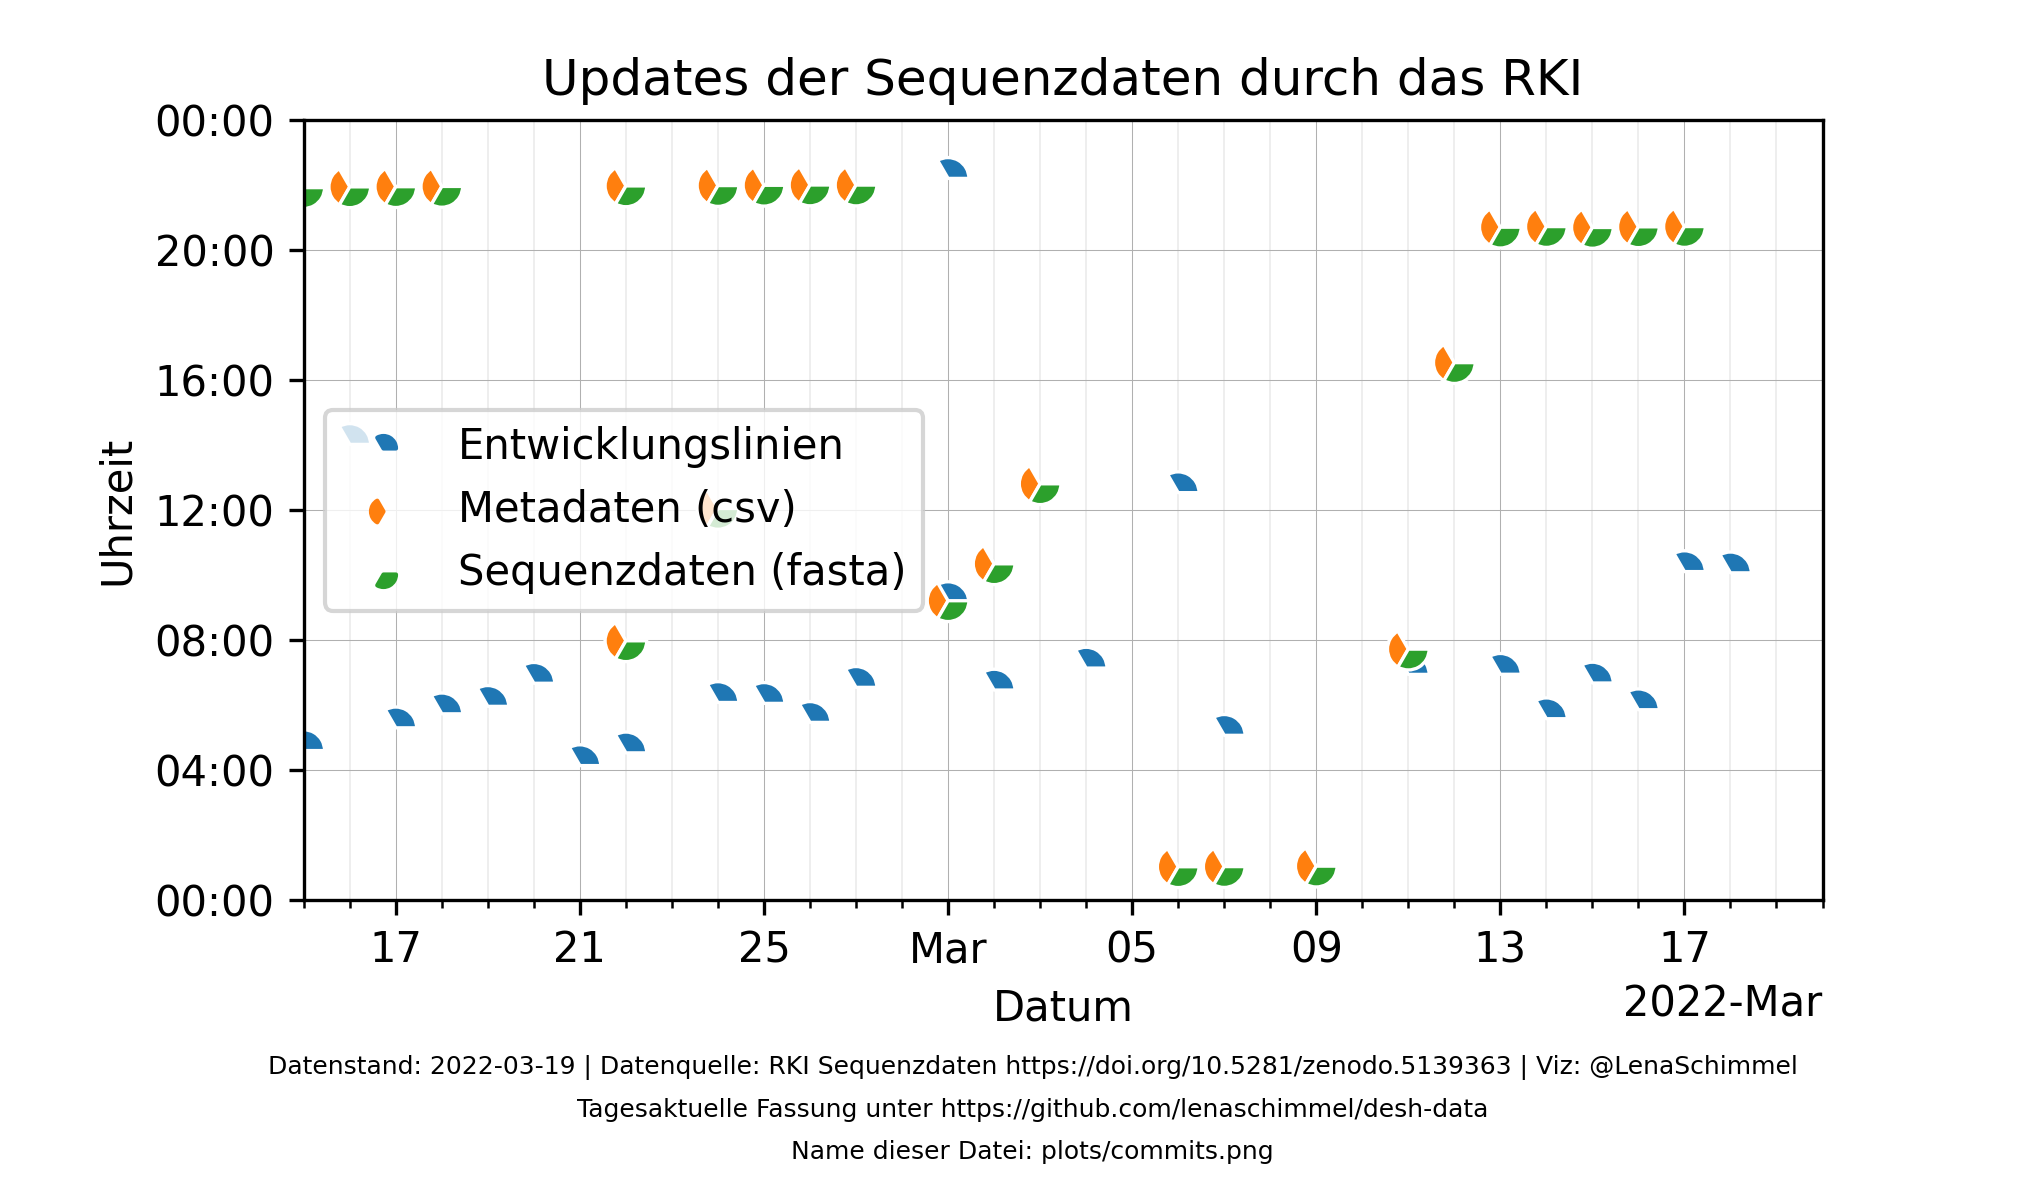 Updates der Sequenzdaten durch das RKI
00:00
20:00
16:00
12:00
08:00
04:00
00:00
Uhrzeit
Entwicklungslinien
Metadaten (csv)
Sequenzdaten (fasta)
17 21 25 Mar 05 09 13 17
Datum
2022-Mar
Datenstand: 2022-03-19 | Datenquelle: RKI Sequenzdaten https://doi.org/10.5281/zenodo.5139363 | Viz: @LenaSchimmel
Tagesaktuelle Fassung unter https://github.com/lenaschimmel/desh-data
Name dieser Datei: plots/commits.png